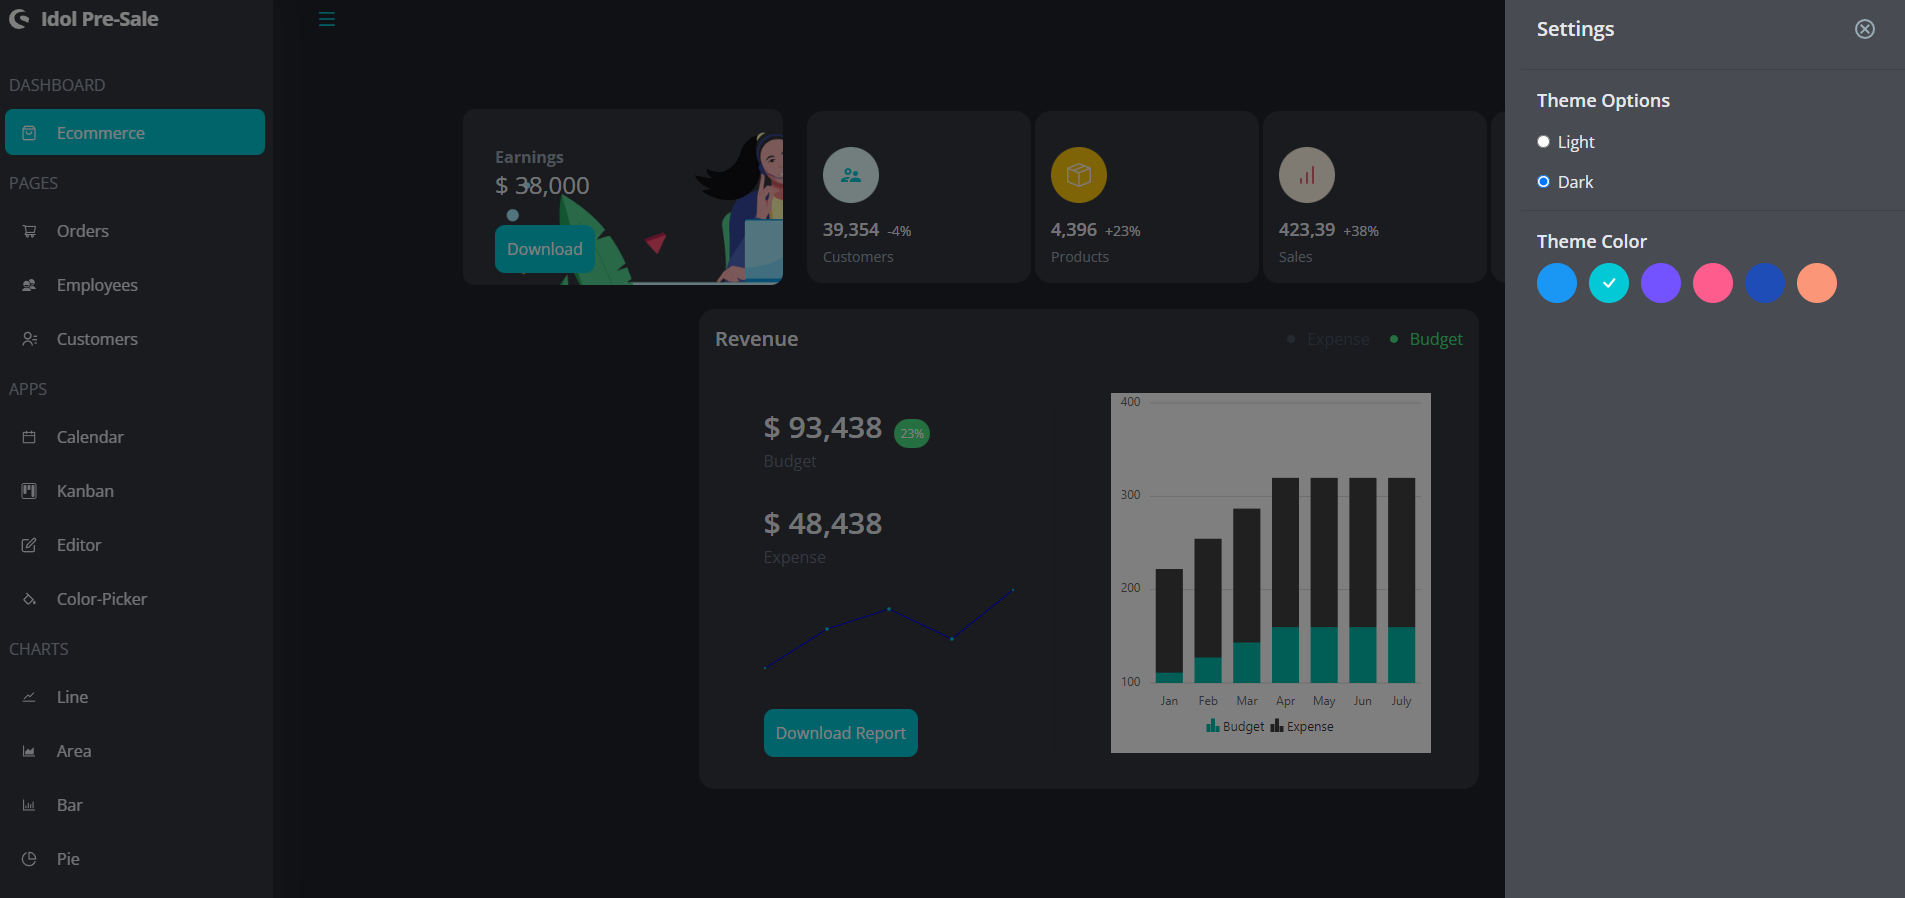 Idol Pre-Sale
DASHBOARD
Ecommerce
PAGES
Orders
Employees
Customers
APPS
Calendar
Kanban
Editor
Color-Picker
CHARTS
Line
Area
Bar
Pie
Earnings
$ 38,000
Download
39,354 -4%
Customers
4,396 +23%
Products
423,39 +38%
Sales
Revenue
Expense
Budget
$ 93,438 23%
Budget
$ 48,438
Expense
Download Report
400
300
200
100
Jan Feb Mar Apr May Jun July
Budget Expense
Settings
Theme Options
Light
Dark
Theme Color